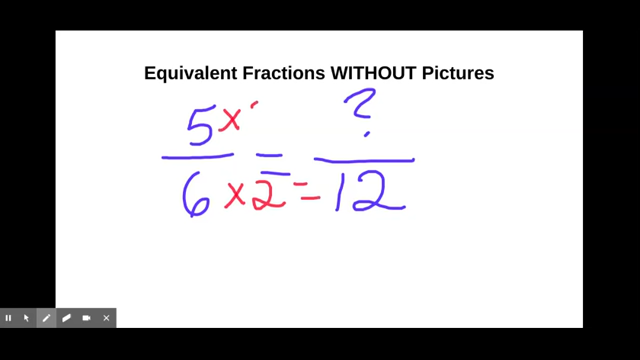 Equivalent Fractions WITHOUT Pictures
5 x ?
= 
6 x 2 = 12